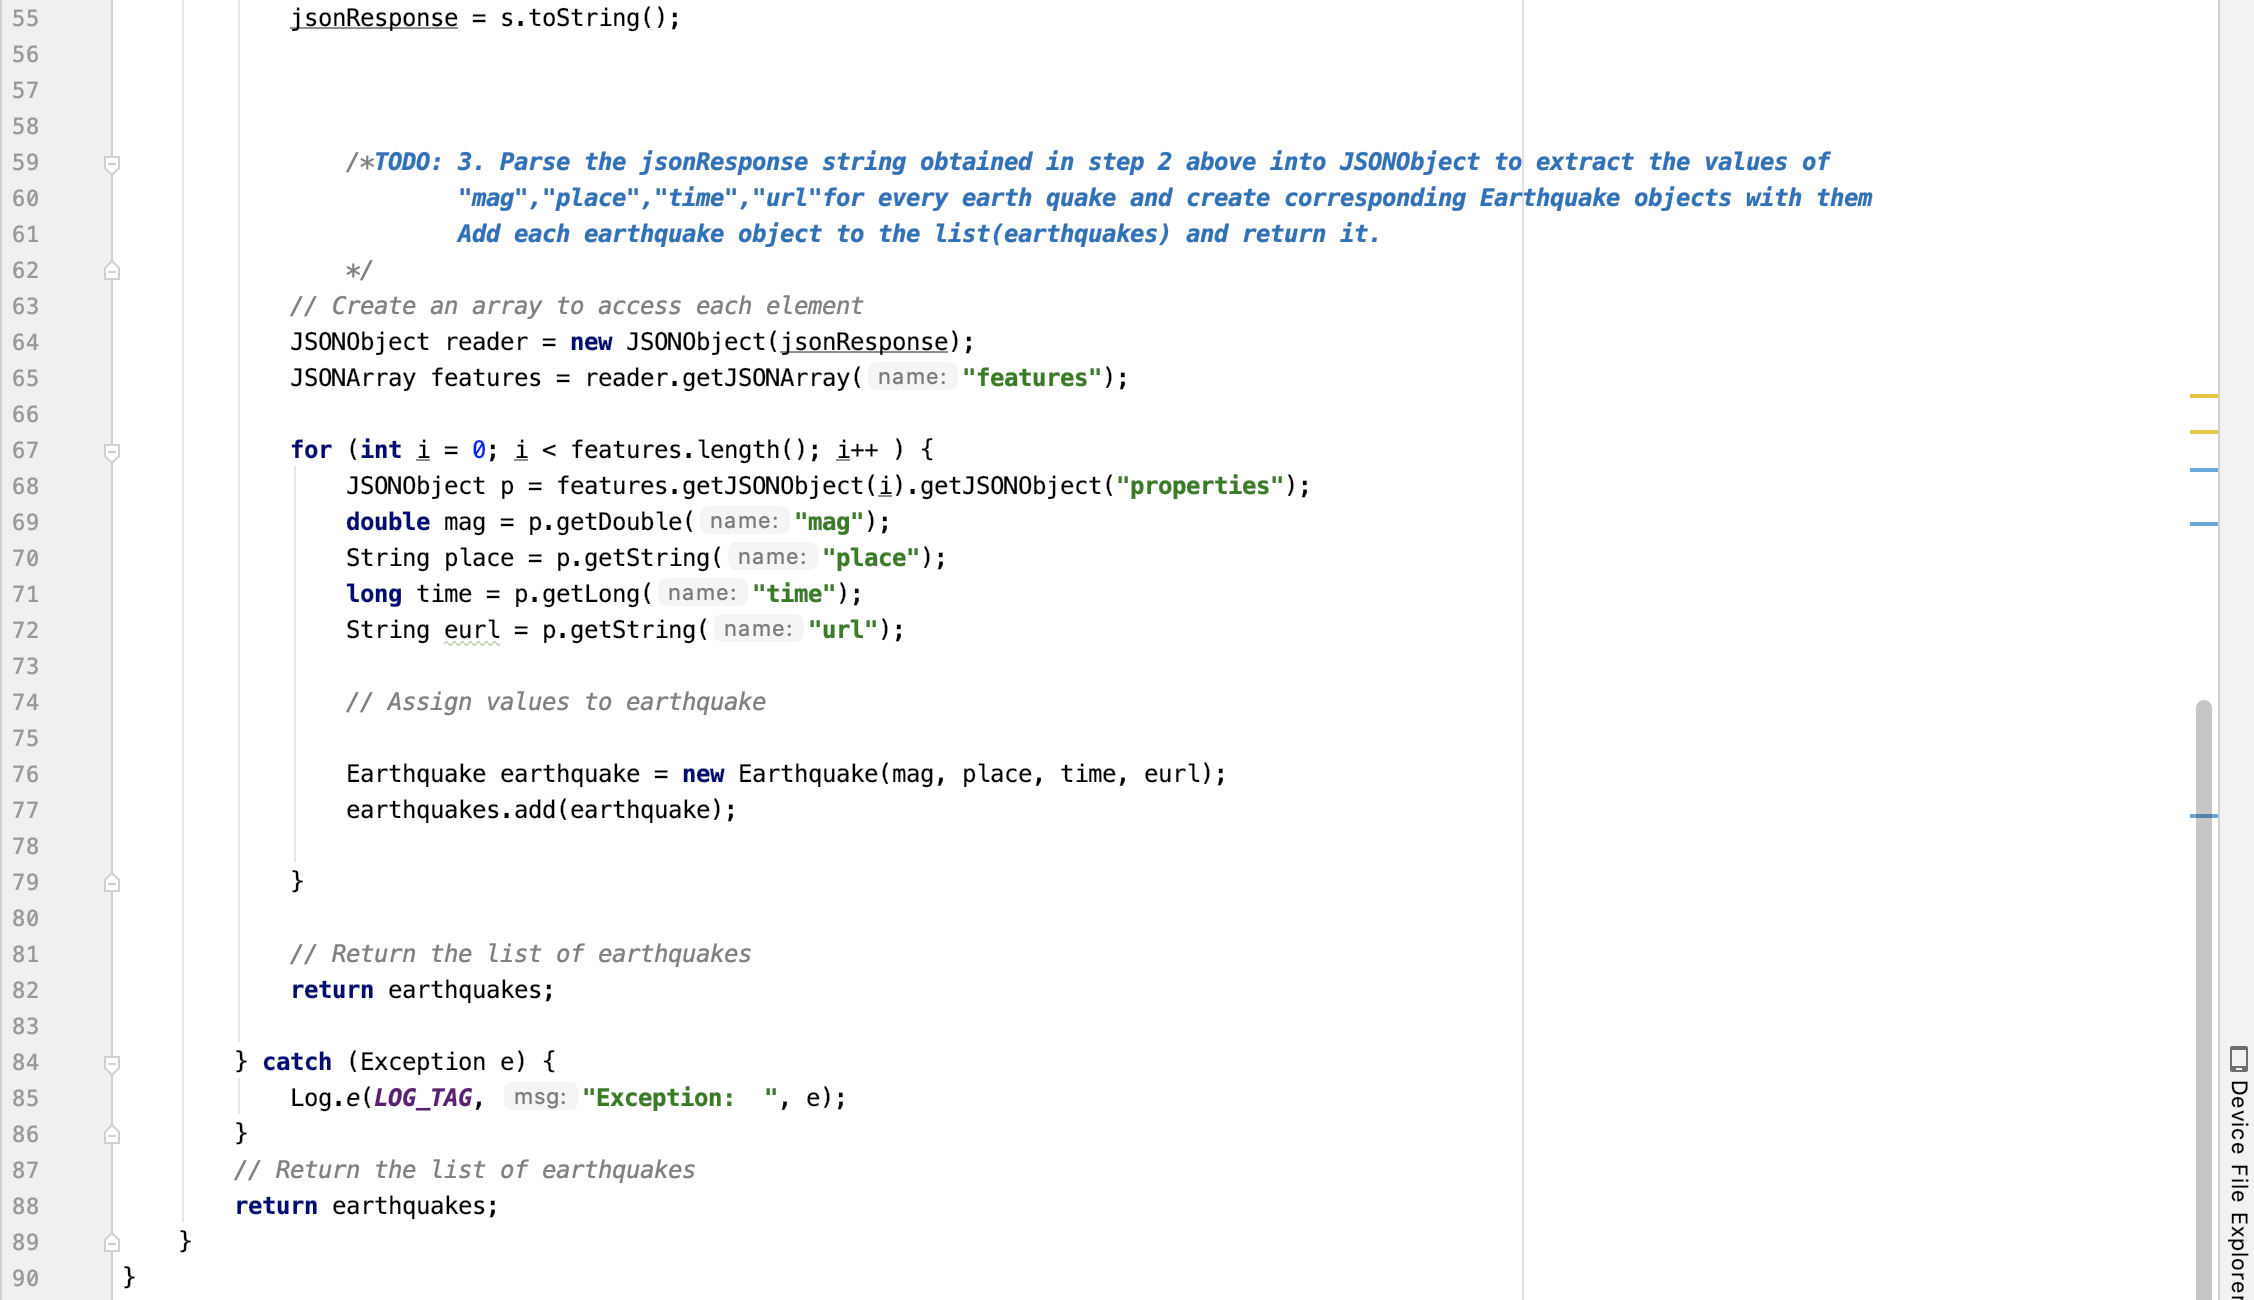 55 jsonResponse = s.toString();
56
57
58
59 /*TODO: 3. Parse the jsonResponse string obtained in step 2 above into JSONObject to extract the values of
60 "mag","place","time","url"for every earth quake and create corresponding Earthquake objects with them
61 Add each earthquake object to the list(earthquakes) and return it.
62 */
63 // Create an array to access each element
64 JSONObject reader = new JSONObject(jsonResponse);
65 JSONArray features = reader.getJSONArray( name: "features");
66
67 for (int i = 0; i < features.length(); i++ ) {
68 JSONObject p = features.getJSONObject(i).getJSONObject("properties");
69 double mag = p.getDouble( name: "mag");
70 String place = p.getString( name: "place");
71 long time = p.getLong( name: "time");
72 String eurl = p.getString( name: "url");
73
74 // Assign values to earthquake
75
76 Earthquake earthquake = new Earthquake(mag, place, time, eurl);
77 earthquakes.add(earthquake);
78
79 }
80
81 // Return the list of earthquakes
82 return earthquakes;
83
84 } catch (Exception e) {
85 Log.e(LOG_TAG, msg: "Exception:  ", e);
86 }
87 // Return the list of earthquakes
88 return earthquakes;
89 }
90 }
Device File Explorer